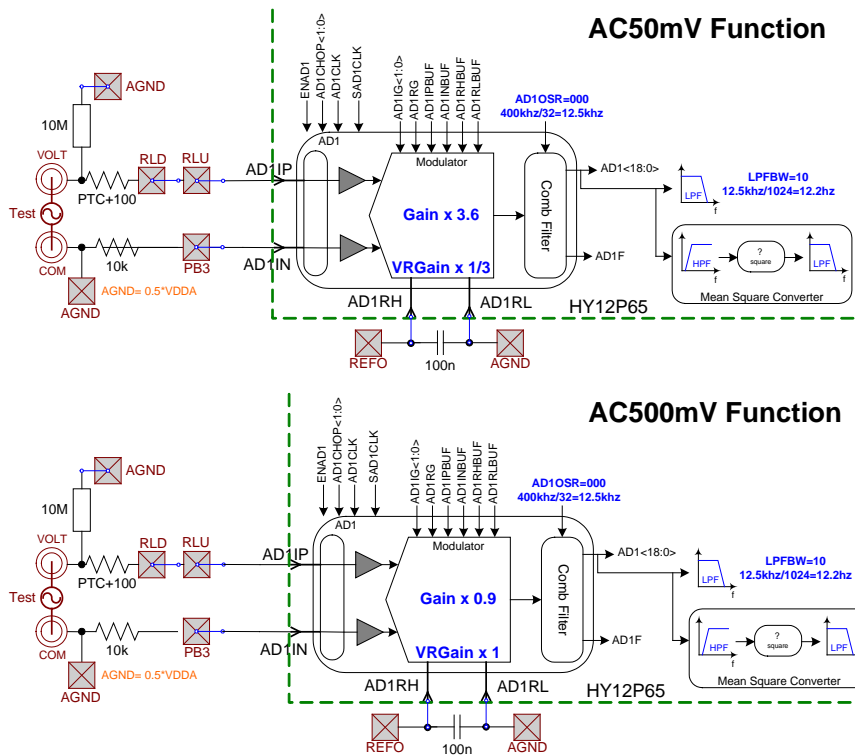 AC50mV Function
AGND
ENAD1
AD1CHOP<1:0>
AD1CLK
SAD1CLK
AD1IG<1:0>
AD1RG
AD1IPBUF
AD1INBUF
AD1RHBUF
AD1RLBUF
AD1OSR=000
400khz/32=12.5khz
10M
AD1
VOLT
RLD
RLU
AD1IP
Modulator
AD1<18:0>
LPFBW=10
12.5khz/1024=12.2hz
LPF
f
PTC+100
Test
Gain x 3.6
Comb Filter
10k
COM
PB3
AD1IN
VRGain x 1/3
AD1F
HPF
f
?
square
LPF
f
Mean Square Converter
AGND
AGND= 0.5*VDDA
AD1RH
AD1RL
HY12P65
REFO
100n
AGND
AC500mV Function
AGND
ENAD1
AD1CHOP<1:0>
AD1CLK
SAD1CLK
AD1IG<1:0>
AD1RG
AD1IPBUF
AD1INBUF
AD1RHBUF
AD1RLBUF
AD1OSR=000
400khz/32=12.5khz
10M
AD1
VOLT
RLD
RLU
AD1IP
Modulator
AD1<18:0>
LPFBW=10
12.5khz/1024=12.2hz
LPF
f
PTC+100
Test
Gain x 0.9
Comb Filter
10k
COM
PB3
AD1IN
VRGain x 1
AD1F
HPF
f
?
square
LPF
f
Mean Square Converter
AGND
AGND= 0.5*VDDA
AD1RH
AD1RL
HY12P65
REFO
100n
AGND